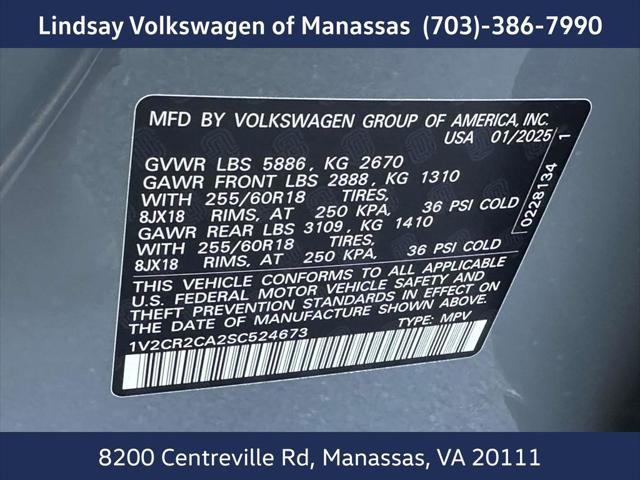 Lindsay Volkswagen of Manassas (703)-386-7990
MFD BY VOLKSWAGEN GROUP OF AMERICA, INC.
USA 01/2025
GVWR LBS 5886, KG 2670
GAWR FRONT LBS 2888, KG 1310
WITH 255/60R18 TIRES,
8JX18 RIMS, AT 250 KPA, 36 PSI COLD
GAWR REAR LBS 3109, KG 1410
WITH 255/60R18 TIRES,
8JX18 RIMS, AT 250 KPA, 36 PSI COLD
THIS VEHICLE CONFORMS TO ALL APPLICABLE
U.S. FEDERAL MOTOR VEHICLE SAFETY AND
THEFT PREVENTION STANDARDS IN EFFECT ON
THE DATE OF MANUFACTURE SHOWN ABOVE.
1V2CR2CA2SC524673 TYPE: MPV
0228134 1
8200 Centreville Rd, Manassas, VA 20111